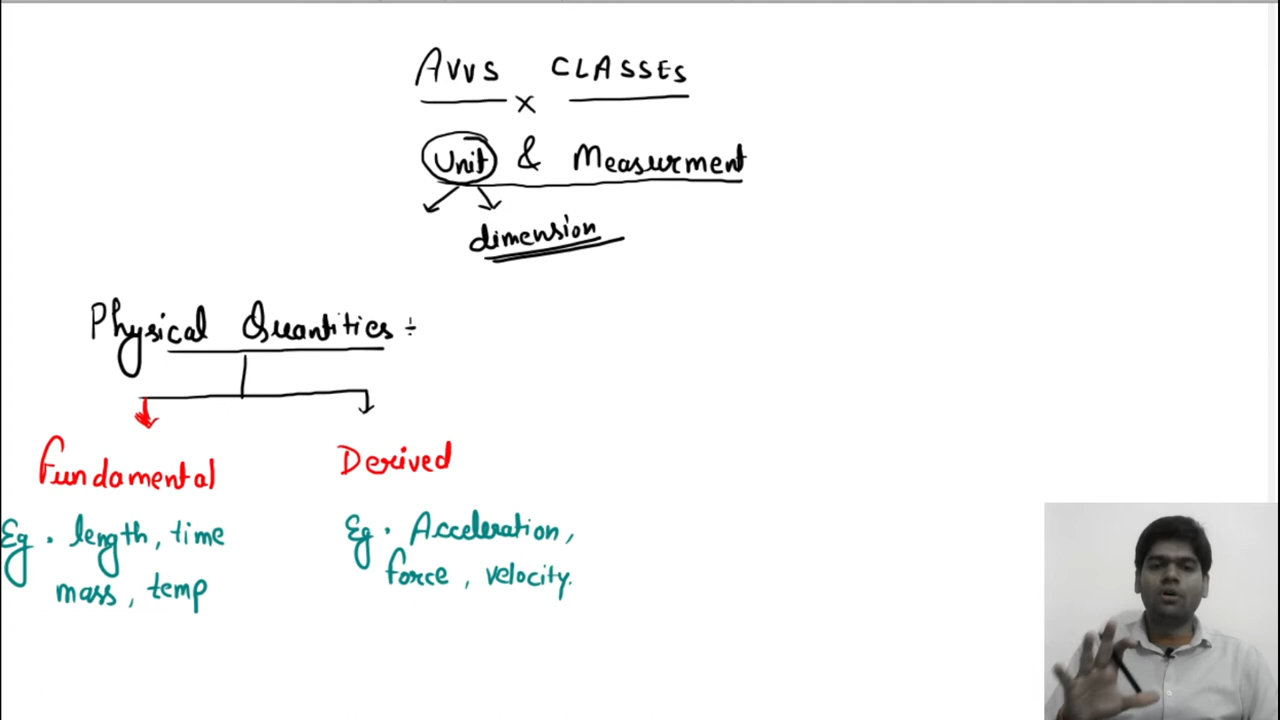 AVVS CLASSES
x
Unit & Measurment
dimension
Physical Quantities ÷
Fundamental
Derived
Eg. length, time
mass, temp
Eg. Acceleration,
force, velocity.